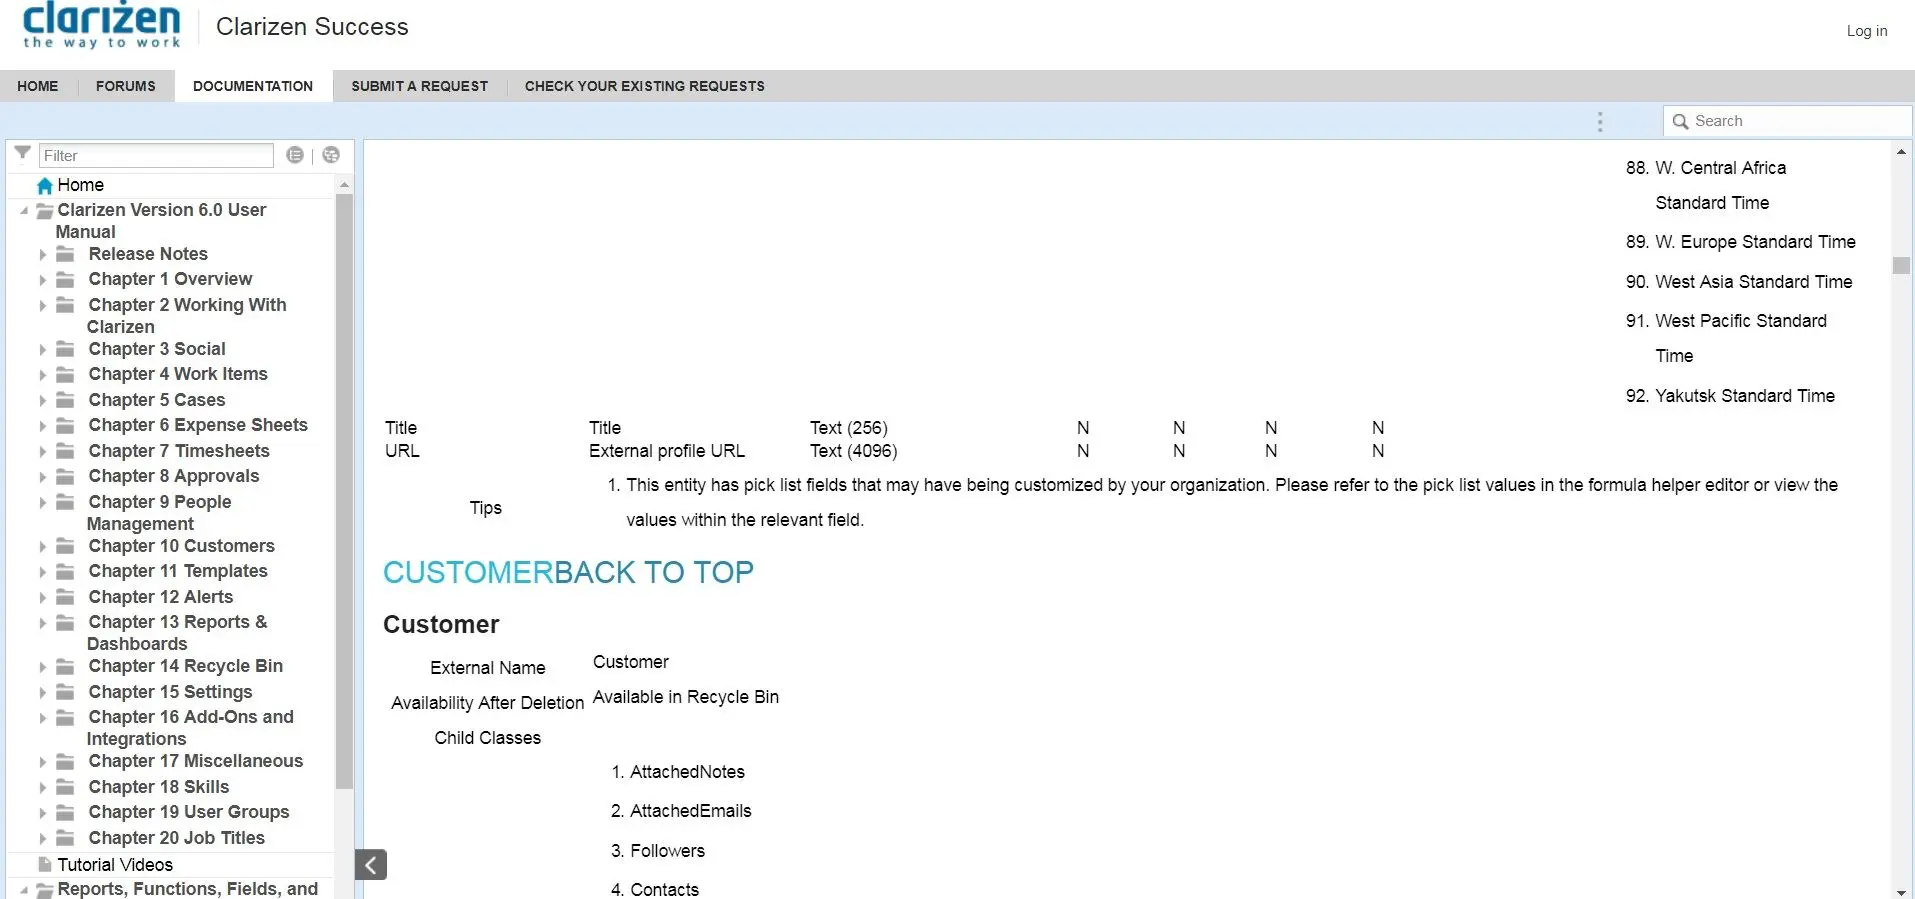 clarizen
the way to work
Clarizen Success
Log in
HOME
FORUMS
DOCUMENTATION
SUBMIT A REQUEST
CHECK YOUR EXISTING REQUESTS
Search
Filter
Home
Clarizen Version 6.0 User
Manual
Release Notes
Chapter 1 Overview
Chapter 2 Working With
Clarizen
Chapter 3 Social
Chapter 4 Work Items
Chapter 5 Cases
Chapter 6 Expense Sheets
Chapter 7 Timesheets
Chapter 8 Approvals
Chapter 9 People
Management
Chapter 10 Customers
Chapter 11 Templates
Chapter 12 Alerts
Chapter 13 Reports &
Dashboards
Chapter 14 Recycle Bin
Chapter 15 Settings
Chapter 16 Add-Ons and
Integrations
Chapter 17 Miscellaneous
Chapter 18 Skills
Chapter 19 User Groups
Chapter 20 Job Titles
Tutorial Videos
Reports, Functions, Fields, and
88. W. Central Africa
Standard Time
89. W. Europe Standard Time
90. West Asia Standard Time
91. West Pacific Standard
Time
92. Yakutsk Standard Time
Title Title Text (256) N N N N
URL External profile URL Text (4096) N N N N
Tips
1. This entity has pick list fields that may have being customized by your organization. Please refer to the pick list values in the formula helper editor or view the
values within the relevant field.
CUSTOMERBACK TO TOP
Customer
External Name Customer
Availability After Deletion Available in Recycle Bin
Child Classes
1. AttachedNotes
2. AttachedEmails
3. Followers
4. Contacts